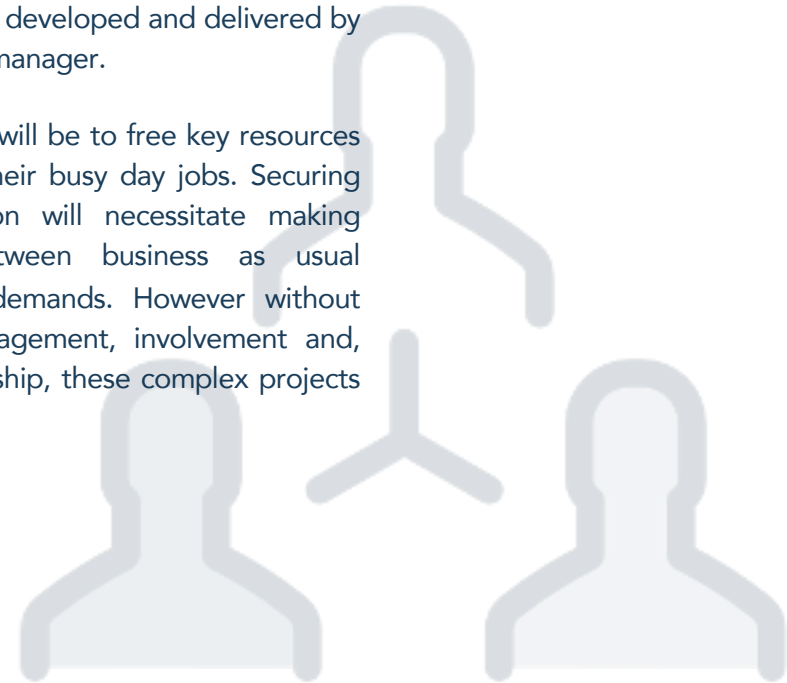 developed and delivered by
manager.
will be to free key resources
heir busy day jobs. Securing
on will necessitate making
tween business as usual
demands. However without
agement, involvement and,
ship, these complex projects